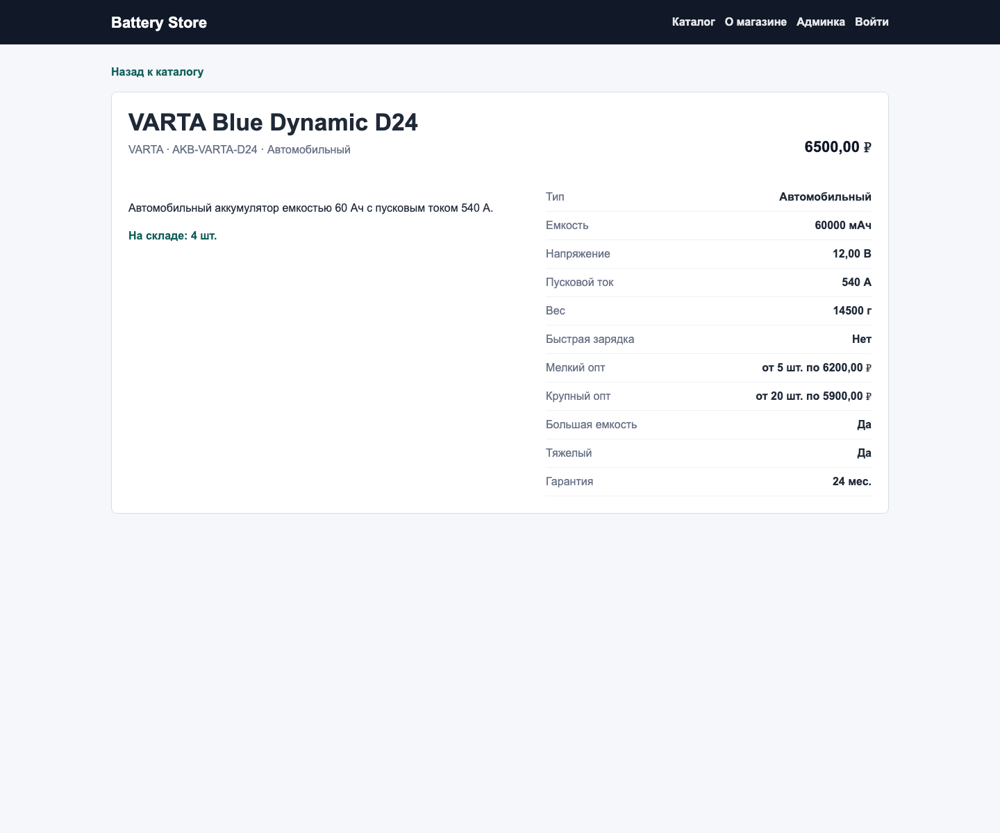 Battery Store
Каталог О магазине Админка Войти
Назад к каталогу
VARTA Blue Dynamic D24
VARTA · AKB-VARTA-D24 · Автомобильный
6500,00 ₽
Автомобильный аккумулятор емкостью 60 Ач с пусковым током 540 А.
На складе: 4 шт.
Тип Автомобильный
Емкость 60000 мАч
Напряжение 12,00 В
Пусковой ток 540 А
Вес 14500 г
Быстрая зарядка Нет
Мелкий опт от 5 шт. по 6200,00 ₽
Крупный опт от 20 шт. по 5900,00 ₽
Большая емкость Да
Тяжелый Да
Гарантия 24 мес.